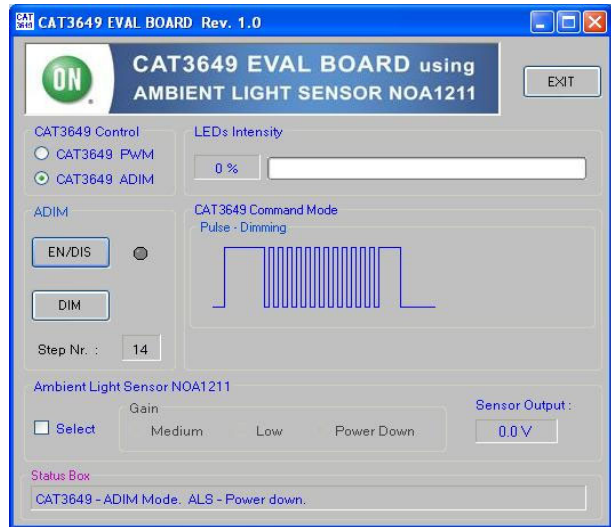 CAT
3649
CAT3649 EVAL BOARD Rev. 1.0
ON
CAT3649 EVAL BOARD using
AMBIENT LIGHT SENSOR NOA1211
EXIT
CAT3649 Control
CAT3649 PWM
CAT3649 ADIM
LEDs Intensity
0 %
ADIM
EN/DIS
DIM
Step Nr. :
14
CAT3649 Command Mode
Pulse - Dimming
Ambient Light Sensor NOA1211
Select
Gain
Medium
Low
Power Down
Sensor Output :
0.0 V
Status Box
CAT3649 - ADIM Mode. ALS - Power down.